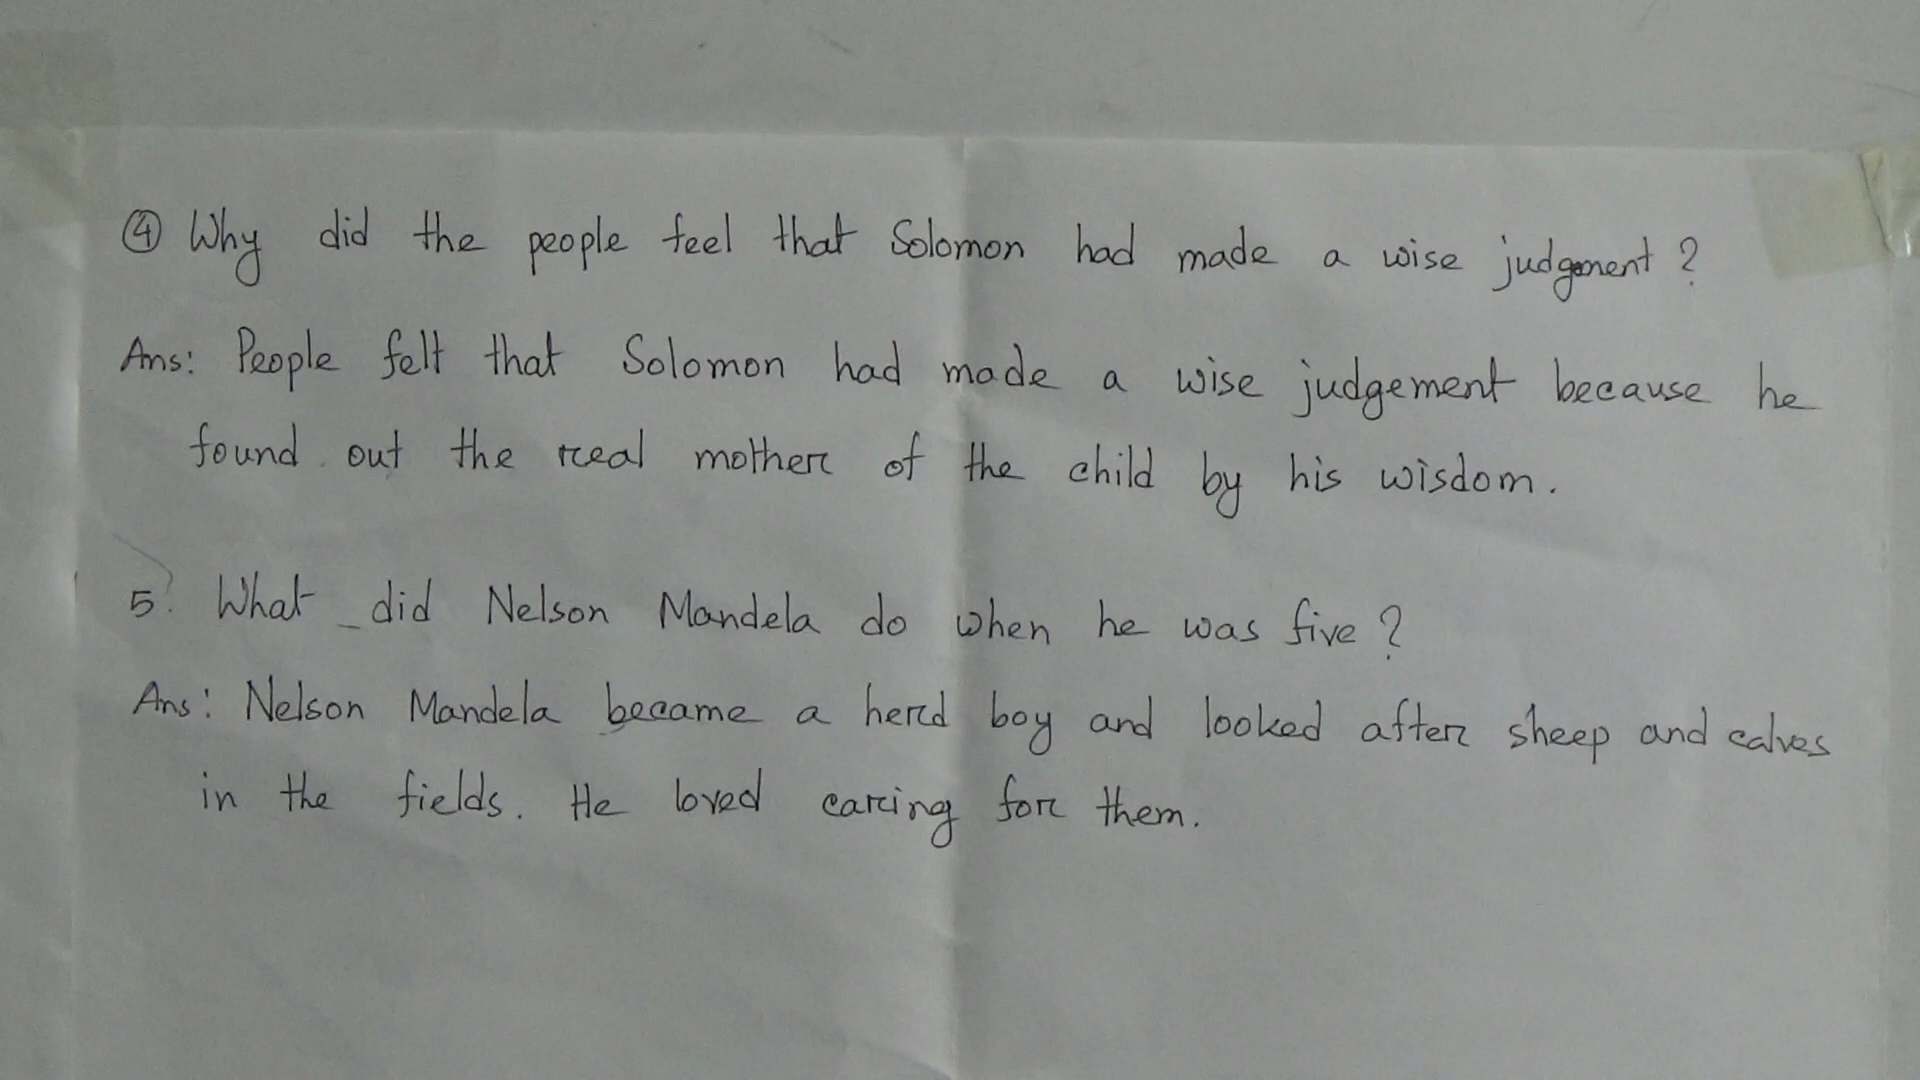 ④ Why did the people feel that Solomon had made a wise judgement?
Ans: People felt that Solomon had made a wise judgement because he
found out the real mother of the child by his wisdom.
5. What did Nelson Mandela do when he was five?
Ans: Nelson Mandela became a herd boy and looked after sheep and calves
in the fields. He loved caring for them.